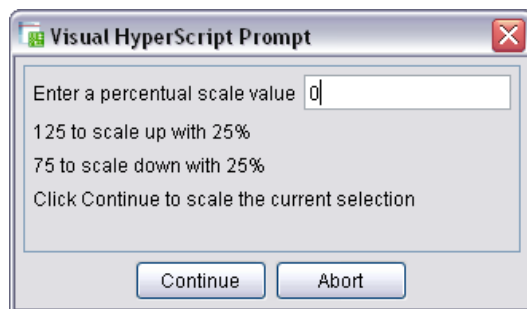 Visual HyperScript Prompt
Enter a percentual scale value 0
125 to scale up with 25%
75 to scale down with 25%
Click Continue to scale the current selection
Continue Abort